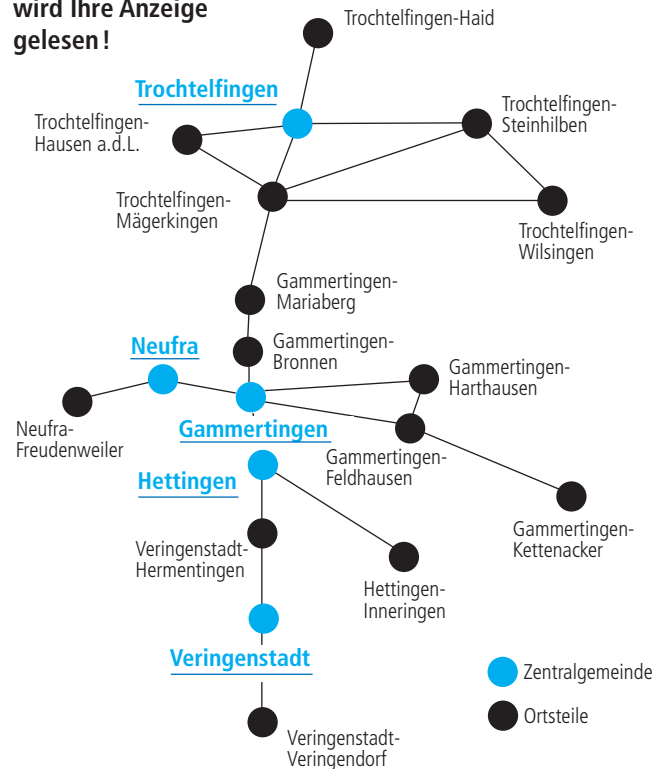 wird Ihre Anzeige
gelesen !
Trochtelfingen-Haid
Trochtelfingen
Trochtelfingen-
Steinhilben
Trochtelfingen-
Hausen a.d.L.
Trochtelfingen-
Mägerkingen
Trochtelfingen-
Wilsingen
Gammertingen-
Mariaberg
Neufra
Gammertingen-
Bronnen
Gammertingen-
Harthausen
Neufra-
Freudenweiler
Gammertingen
Gammertingen-
Feldhausen
Hettingen
Gammertingen-
Kettenacker
Veringenstadt-
Hermentingen
Hettingen-
Inneringen
Veringenstadt
Zentralgemeinde
Ortsteile
Veringenstadt-
Veringendorf